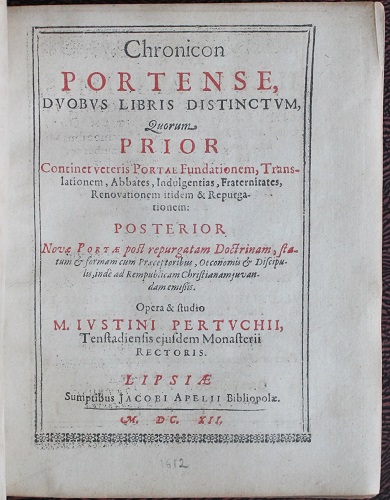 Chronicon
PORTENSE,
DVOBVS LIBRIS DISTINCTVM,
Quorum
PRIOR
Continet veteris PORTAE Fundationem, Trans-
lationem, Abbates, Indulgentias, Fraternitates,
Renovationem itidem & Repurga-
tionem:
POSTERIOR
Novæ PORTÆ post repurgatam Doctrinam, sta-
tum & formam cum Præceptoribus, Oeconomis & Discipu-
lis, inde ad Rempublicam Christianam juvan-
dam emissis.
Opera & studio
M. IVSTINI PERTVCHII,
Tenstadiensis ejusdem Monasterii
RECTORIS.
LIPSIÆ
Sumptibus JACOBI APELII Bibliopolæ.
M. DC. XII.
1612